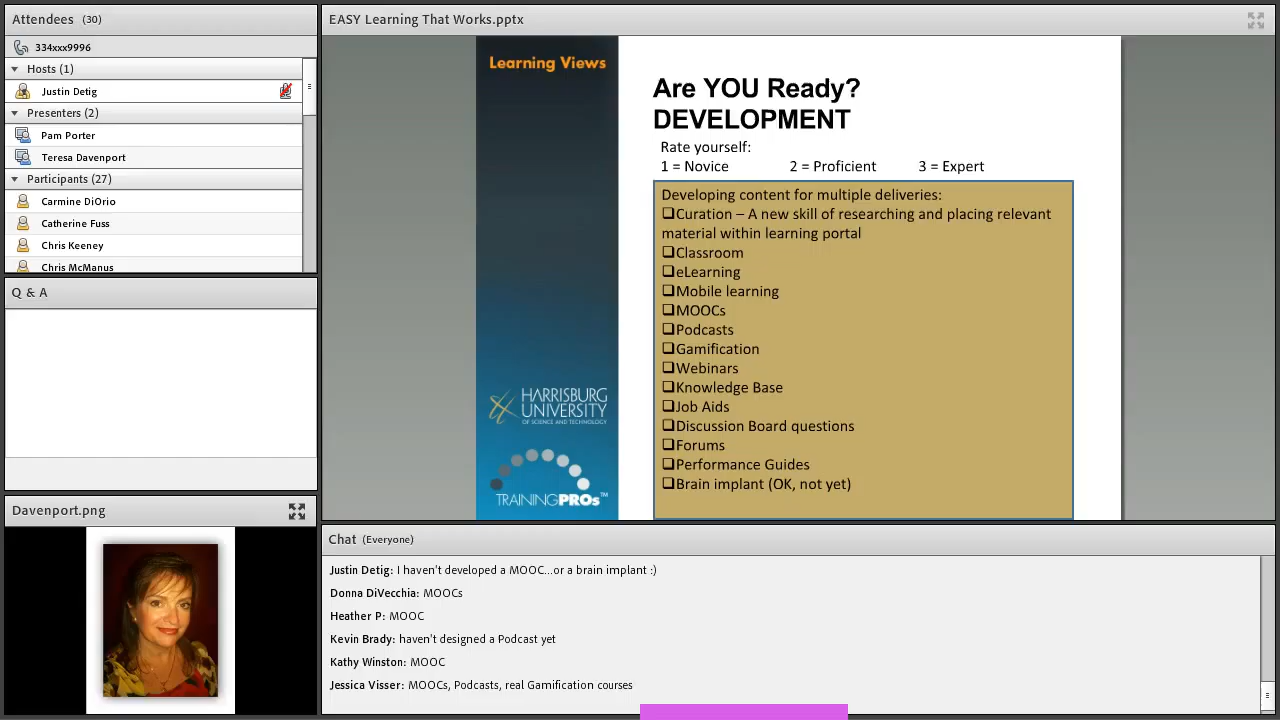 Attendees (30)
334xxx9996
Hosts (1)
Justin Detig
Presenters (2)
Pam Porter
Teresa Davenport
Participants (27)
Carmine DiOrio
Catherine Fuss
Chris Keeney
Chris McManus
Q & A
Davenport.png
EASY Learning That Works.pptx
Learning Views
HARRISBURG
UNIVERSITY
OF SCIENCE AND TECHNOLOGY
TRAININGPROs™
Are YOU Ready?
DEVELOPMENT
Rate yourself:
1 = Novice 2 = Proficient 3 = Expert
Developing content for multiple deliveries:
❑Curation – A new skill of researching and placing relevant
material within learning portal
❑Classroom
❑eLearning
❑Mobile learning
❑MOOCs
❑Podcasts
❑Gamification
❑Webinars
❑Knowledge Base
❑Job Aids
❑Discussion Board questions
❑Forums
❑Performance Guides
❑Brain implant (OK, not yet)
Chat (Everyone)
Justin Detig: I haven't developed a MOOC...or a brain implant :)
Donna DiVecchia: MOOCs
Heather P: MOOC
Kevin Brady: haven't designed a Podcast yet
Kathy Winston: MOOC
Jessica Visser: MOOCs, Podcasts, real Gamification courses